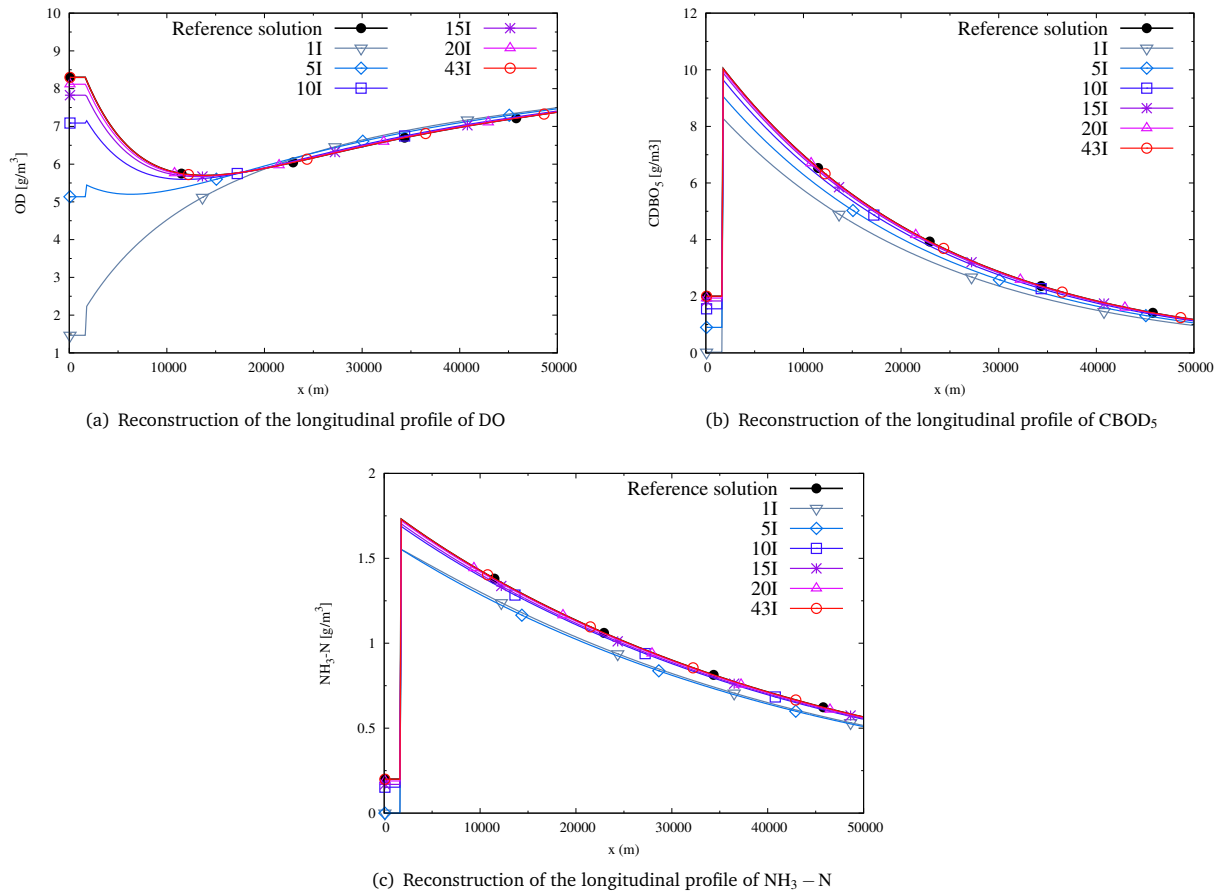 Reference solution
1I
5I
10I
15I
20I
43I
10
9
8
7
6
5
4
3
2
1
0 10000 20000 30000 40000 50000
OD [g/m³]
x (m)
(a) Reconstruction of the longitudinal profile of DO
Reference solution
1I
5I
10I
15I
20I
43I
12
10
8
6
4
2
0
0 10000 20000 30000 40000 50000
CDBO₅ [g/m3]
x (m)
(b) Reconstruction of the longitudinal profile of CBOD₅
Reference solution
1I
5I
10I
15I
20I
43I
2
1.5
1
0.5
0
0 10000 20000 30000 40000 50000
NH₃-N [g/m³]
x (m)
(c) Reconstruction of the longitudinal profile of NH₃ − N